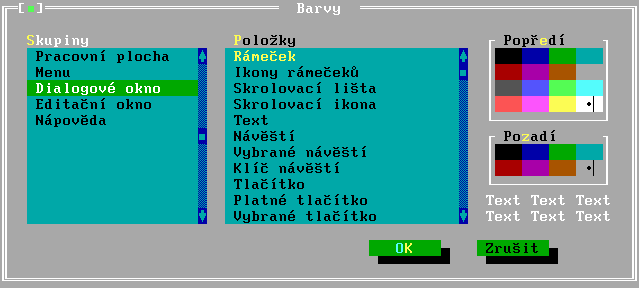 Barvy
Skupiny
Pracovní plocha
Menu
Dialogové okno
Editační okno
Nápověda
Položky
Rámeček
Ikony rámečeků
Skrolovací lišta
Skrolovací ikona
Text
Návěští
Vybrané návěští
Klíč návěští
Tlačítko
Platné tlačítko
Vybrané tlačítko
Popředí
Pozadí
Text Text Text
Text Text Text
OK
Zrušit